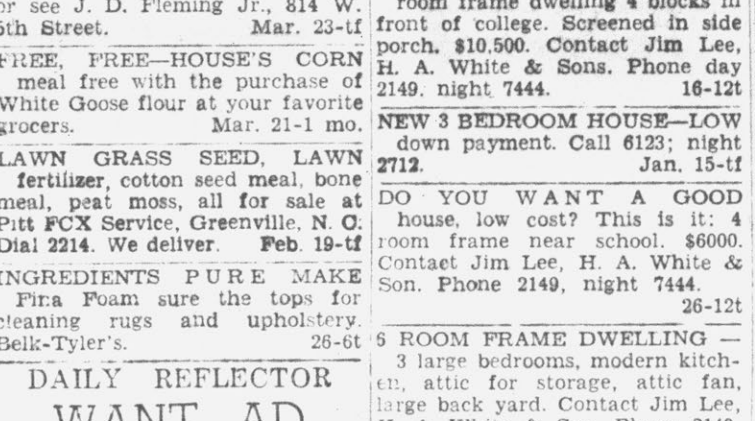 or see J. D. Fleming Jr., 814 W.
5th Street. Mar. 23-tf
FREE, FREE—HOUSE'S CORN
meal free with the purchase of
White Goose flour at your favorite
grocers. Mar. 21-1 mo.
LAWN GRASS SEED, LAWN
fertilizer, cotton seed meal, bone
meal, peat moss, all for sale at
Pitt FCX Service, Greenville, N. C.
Dial 2214. We deliver. Feb. 19-tf
INGREDIENTS PURE MAKE
Fina Foam sure the tops for
cleaning rugs and upholstery.
Belk-Tyler's. 26-6t
DAILY REFLECTOR
WANT AD
room frame dwelling 4 blocks in
front of college. Screened in side
porch. $10,500. Contact Jim Lee,
H. A. White & Sons. Phone day
2149. night 7444. 16-12t
NEW 3 BEDROOM HOUSE—LOW
down payment. Call 6123; night
2712. Jan. 15-tf
DO YOU WANT A GOOD
house, low cost? This is it: 4
room frame near school. $6000.
Contact Jim Lee, H. A. White &
Son. Phone 2149, night 7444.
26-12t
6 ROOM FRAME DWELLING —
3 large bedrooms, modern kitch-
en, attic for storage, attic fan,
large back yard. Contact Jim Lee,